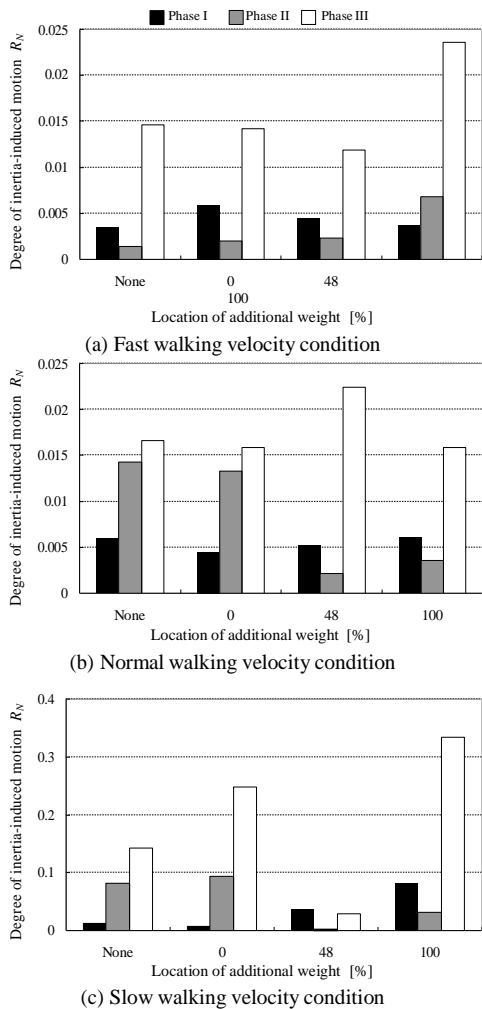 Phase I Phase II Phase III
0.025
0.02
0.015
0.01
0.005
0
Degree of inertia-induced motion R_N
None 0 48
100
Location of additional weight [%]
(a) Fast walking velocity condition
0.025
0.02
0.015
0.01
0.005
0
Degree of inertia-induced motion R_N
None 0 48 100
Location of additional weight [%]
(b) Normal walking velocity condition
0.4
0.3
0.2
0.1
0
Degree of inertia-induced motion R_N
None 0 48 100
Location of additional weight [%]
(c) Slow walking velocity condition